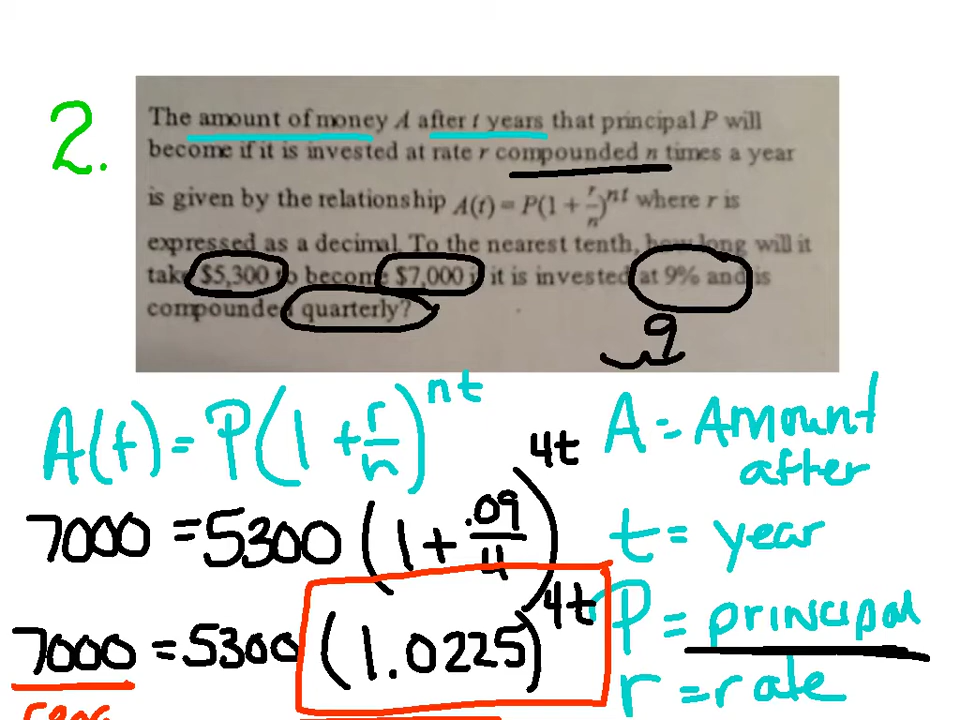 2.
The amount of money A after t years that principal P will
become if it is invested at rate r compounded n times a year
is given by the relationship A(t) = P(1 + r/n)^nt where r is
expressed as a decimal. To the nearest tenth, how long will it
take $5,300 to become $7,000 if it is invested at 9% and is
compounded quarterly?
9
A(t) = P(1 + r/n)^nt
A = Amount after
7000 = 5300 (1 + .09/4)^4t
t = year
7000 = 5300 (1.0225)^4t
P = principal
r = rate